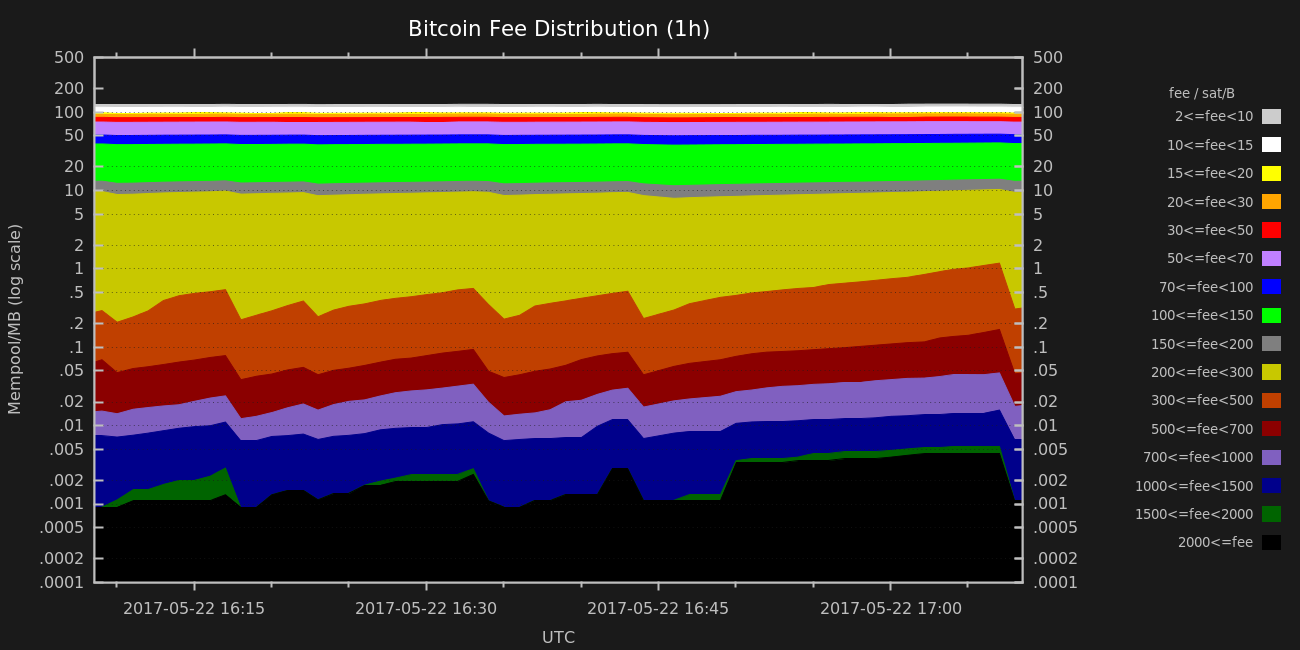 Bitcoin Fee Distribution (1h)
Mempool/MB (log scale)
500
200
100
50
20
10
5
2
1
.5
.2
.1
.05
.02
.01
.005
.002
.001
.0005
.0002
.0001
500
200
100
50
20
10
5
2
1
.5
.2
.1
.05
.02
.01
.005
.002
.001
.0005
.0002
.0001
2017-05-22 16:15 2017-05-22 16:30 2017-05-22 16:45 2017-05-22 17:00
UTC
fee / sat/B
2<=fee<10
10<=fee<15
15<=fee<20
20<=fee<30
30<=fee<50
50<=fee<70
70<=fee<100
100<=fee<150
150<=fee<200
200<=fee<300
300<=fee<500
500<=fee<700
700<=fee<1000
1000<=fee<1500
1500<=fee<2000
2000<=fee